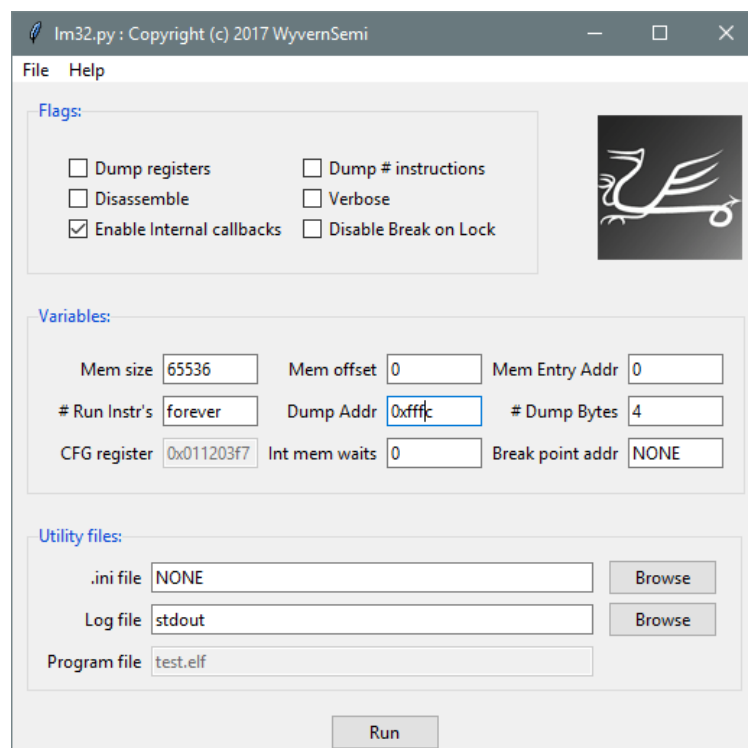 lm32.py : Copyright (c) 2017 WyvernSemi
File Help
Flags:
Dump registers Dump # instructions
Disassemble Verbose
Enable Internal callbacks Disable Break on Lock
Variables:
Mem size 65536 Mem offset 0 Mem Entry Addr 0
# Run Instr's forever Dump Addr 0xfffc # Dump Bytes 4
CFG register 0x011203f7 Int mem waits 0 Break point addr NONE
Utility files:
.ini file NONE Browse
Log file stdout Browse
Program file test.elf
Run